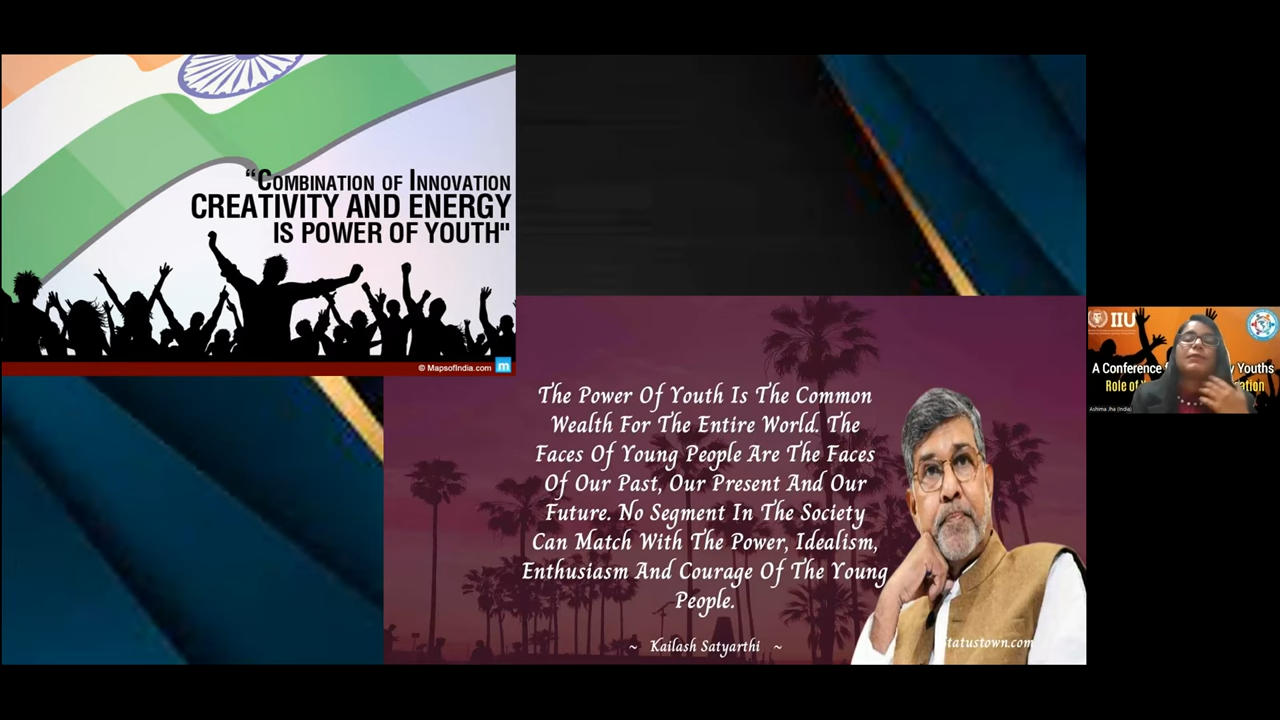 “Combination of Innovation
CREATIVITY AND ENERGY
IS POWER OF YOUTH"
© MapsofIndia.com
m
The Power Of Youth Is The Common
Wealth For The Entire World. The
Faces Of Young People Are The Faces
Of Our Past, Our Present And Our
Future. No Segment In The Society
Can Match With The Power, Idealism,
Enthusiasm And Courage Of The Young
People.
~ Kailash Satyarthi ~
Statustown.com
IIU
A Conference Youths
Role of
Ashima Jha (India)